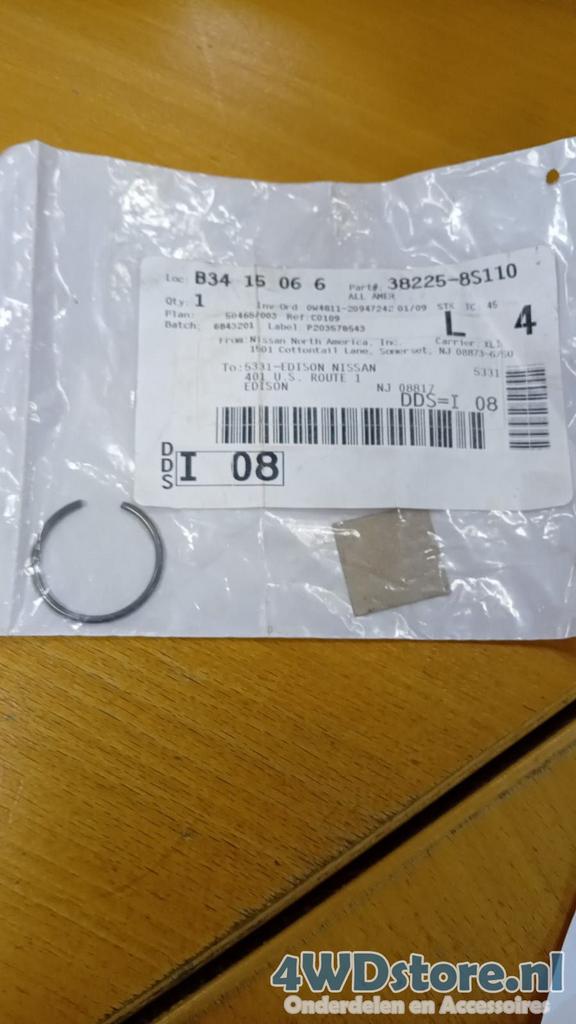 Loc: B34 15 06 6 Part#: 38225-8S110
ALL AMER
Qty: 1 Inv-Ord 0W4811-20947242 01/09 STK TC 45
Plan: 50468/003 Ref: C0109 L 4
Batch: 6843201 Label: P203578543
From: Nissan North America, Inc. Carrier:
1501 Cottontail Lane, Somerset, NJ
To: 5331-EDISON NISSAN 5331
401 U.S. ROUTE 1
EDISON NJ 08817
DDS=I 08
DDS I 08
4WDstore.nl
Onderdelen en Accessoires